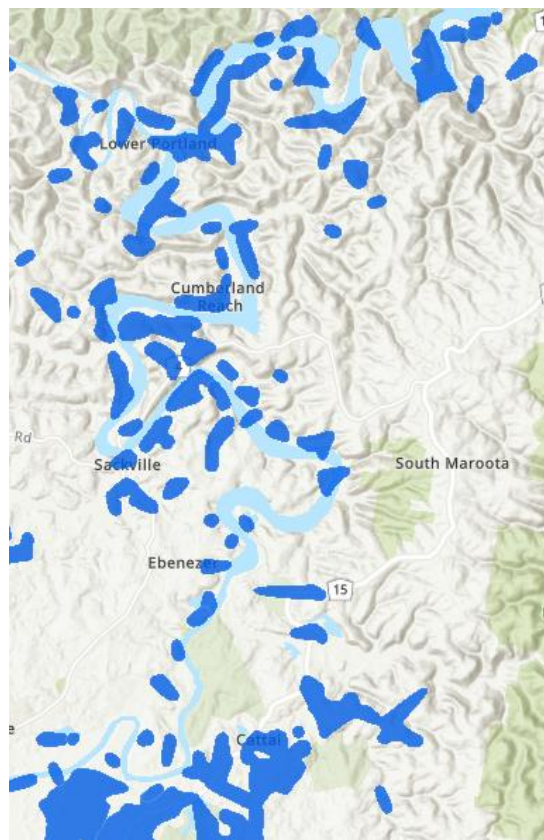 Lower Portland
Cumberland
Reach
Rd
Sackville
South Maroota
Ebenezer
15
e
Cattai